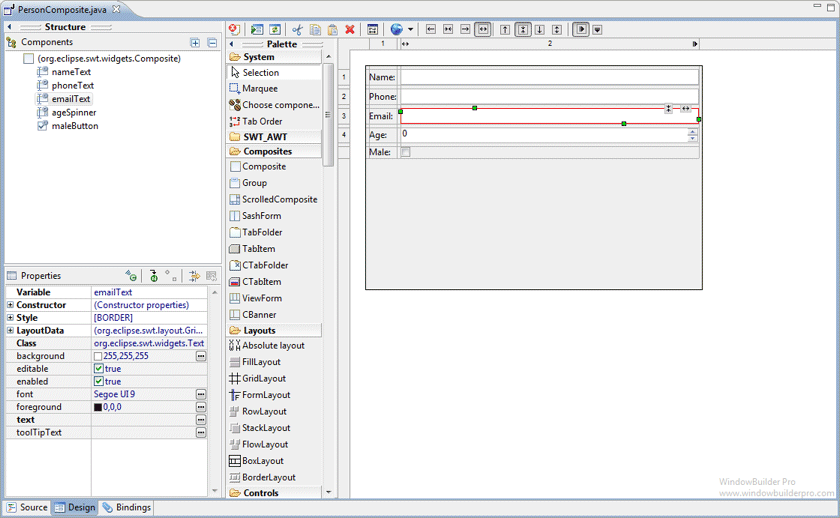 PersonComposite.java
Structure
Components
(org.eclipse.swt.widgets.Composite)
nameText
phoneText
emailText
ageSpinner
maleButton
Properties
Variable emailText
Constructor (Constructor properties)
Style [BORDER]
LayoutData (org.eclipse.swt.layout.Gri...
Class org.eclipse.swt.widgets.Text
background 255,255,255
editable true
enabled true
font Segoe UI 9
foreground 0,0,0
text
toolTipText
Source Design Bindings
Palette
System
Selection
Marquee
Choose compone...
Tab Order
SWT_AWT
Composites
Composite
Group
ScrolledComposite
SashForm
TabFolder
TabItem
CTabFolder
CTabItem
ViewForm
CBanner
Layouts
Absolute layout
FillLayout
GridLayout
FormLayout
RowLayout
StackLayout
FlowLayout
BoxLayout
BorderLayout
Controls
1 2
1 Name:
2 Phone:
3 Email:
4 Age: 0
Male:
WindowBuilder Pro
www.windowbuilderpro.com